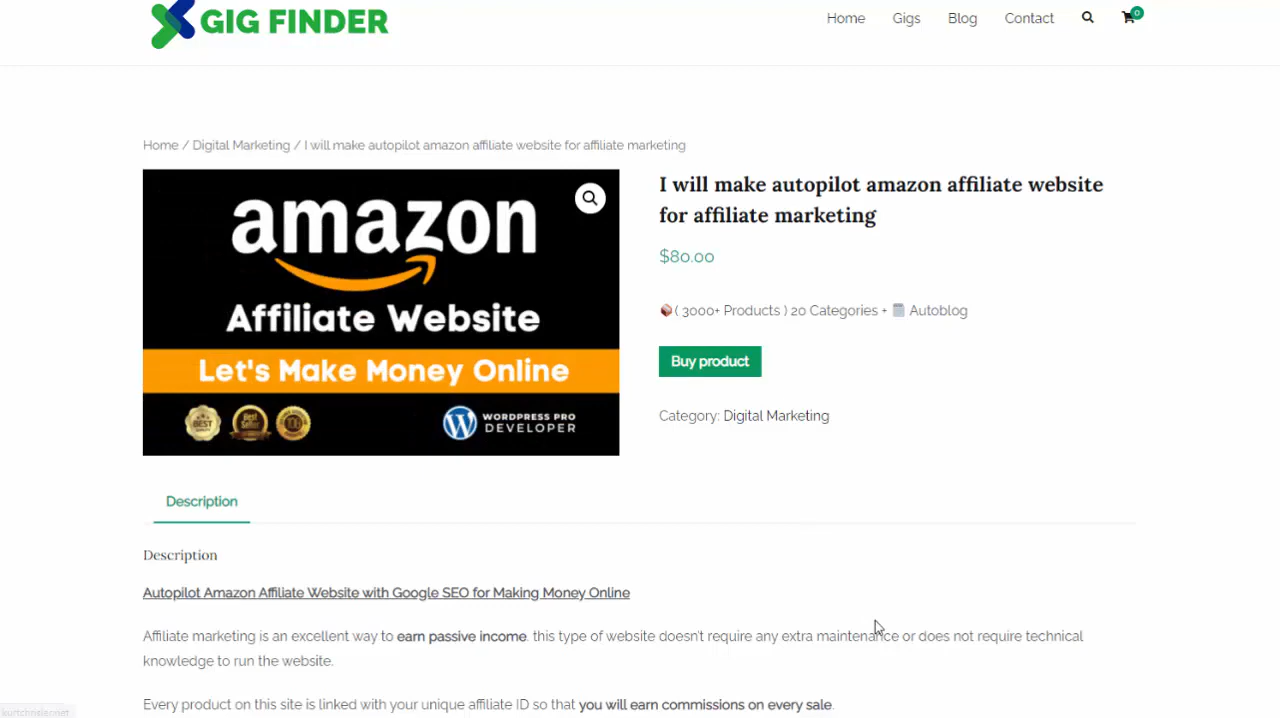 GIG FINDER
Home Gigs Blog Contact 0
Home / Digital Marketing / I will make autopilot amazon affiliate website for affiliate marketing
amazon
Affiliate Website
Let's Make Money Online
BEST
Best Seller
WORDPRESS PRO
DEVELOPER
I will make autopilot amazon affiliate website
for affiliate marketing
$80.00
( 3000+ Products ) 20 Categories + Autoblog
Buy product
Category: Digital Marketing
Description
Description
Autopilot Amazon Affiliate Website with Google SEO for Making Money Online
Affiliate marketing is an excellent way to earn passive income. this type of website doesn't require any extra maintenance or does not require technical
knowledge to run the website.
Every product on this site is linked with your unique affiliate ID so that you will earn commissions on every sale.